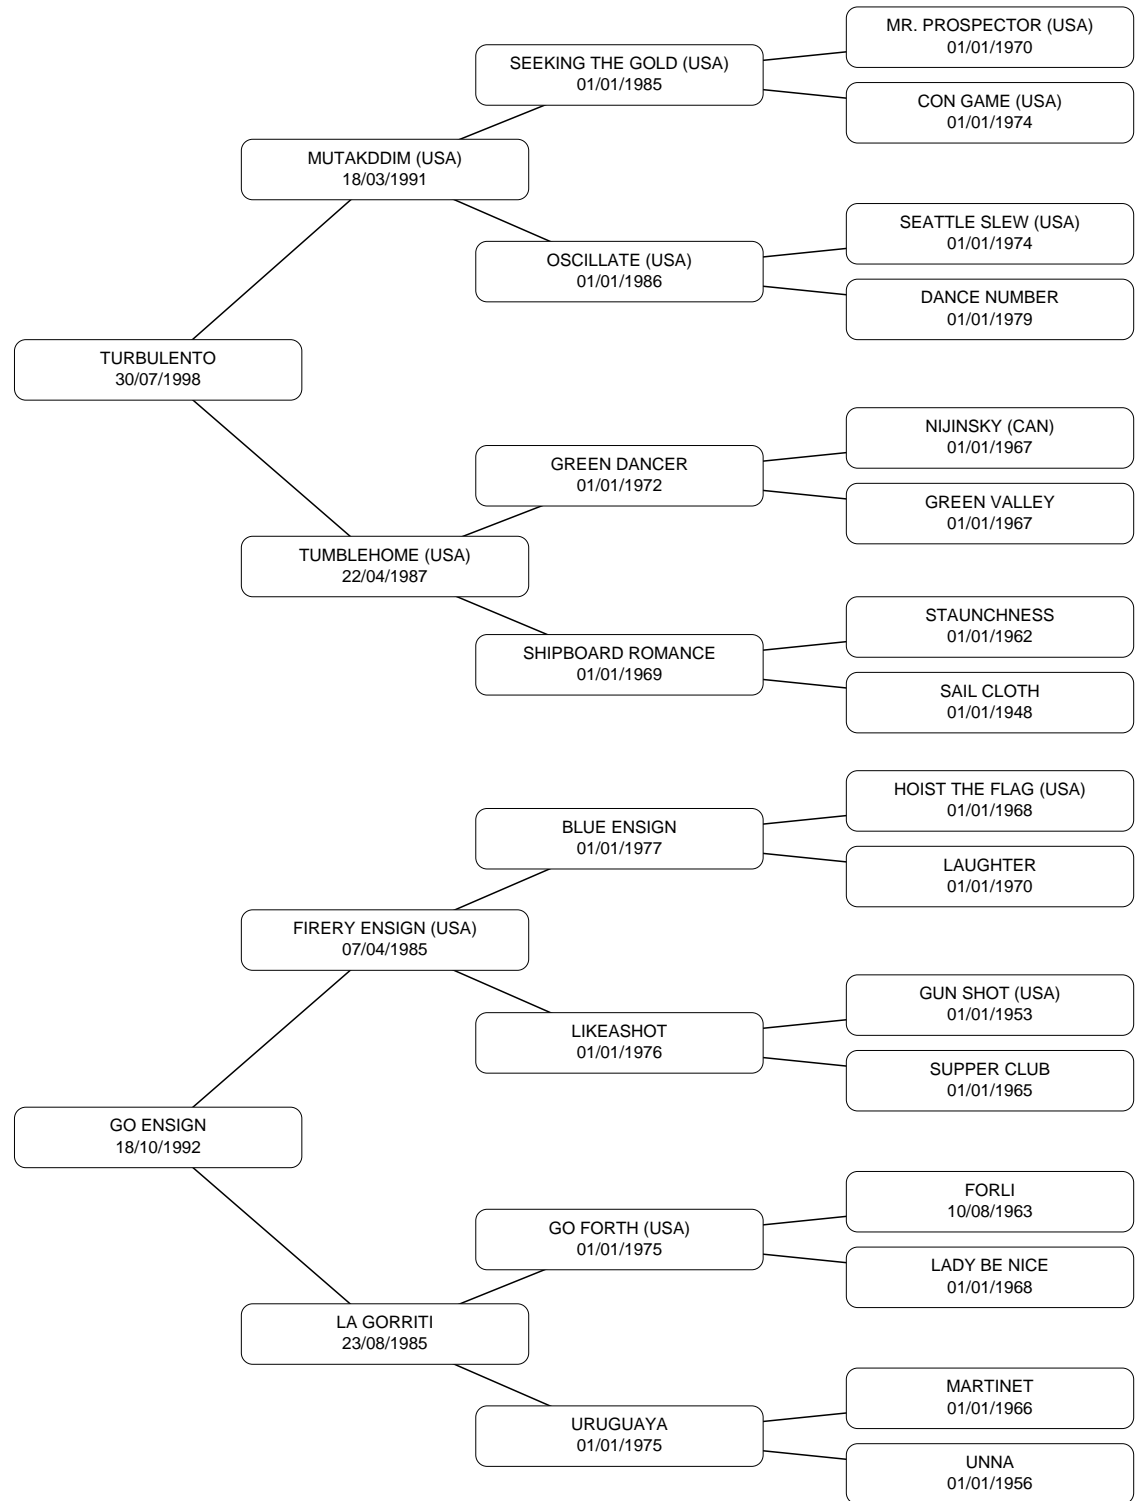 MR. PROSPECTOR (USA)
01/01/1970
SEEKING THE GOLD (USA)
01/01/1985
CON GAME (USA)
01/01/1974
MUTAKDDIM (USA)
18/03/1991
SEATTLE SLEW (USA)
01/01/1974
OSCILLATE (USA)
01/01/1986
DANCE NUMBER
01/01/1979
TURBULENTO
30/07/1998
NIJINSKY (CAN)
01/01/1967
GREEN DANCER
01/01/1972
GREEN VALLEY
01/01/1967
TUMBLEHOME (USA)
22/04/1987
STAUNCHNESS
01/01/1962
SHIPBOARD ROMANCE
01/01/1969
SAIL CLOTH
01/01/1948
HOIST THE FLAG (USA)
01/01/1968
BLUE ENSIGN
01/01/1977
LAUGHTER
01/01/1970
FIRERY ENSIGN (USA)
07/04/1985
GUN SHOT (USA)
01/01/1953
LIKEASHOT
01/01/1976
SUPPER CLUB
01/01/1965
GO ENSIGN
18/10/1992
FORLI
10/08/1963
GO FORTH (USA)
01/01/1975
LADY BE NICE
01/01/1968
LA GORRITI
23/08/1985
MARTINET
01/01/1966
URUGUAYA
01/01/1975
UNNA
01/01/1956